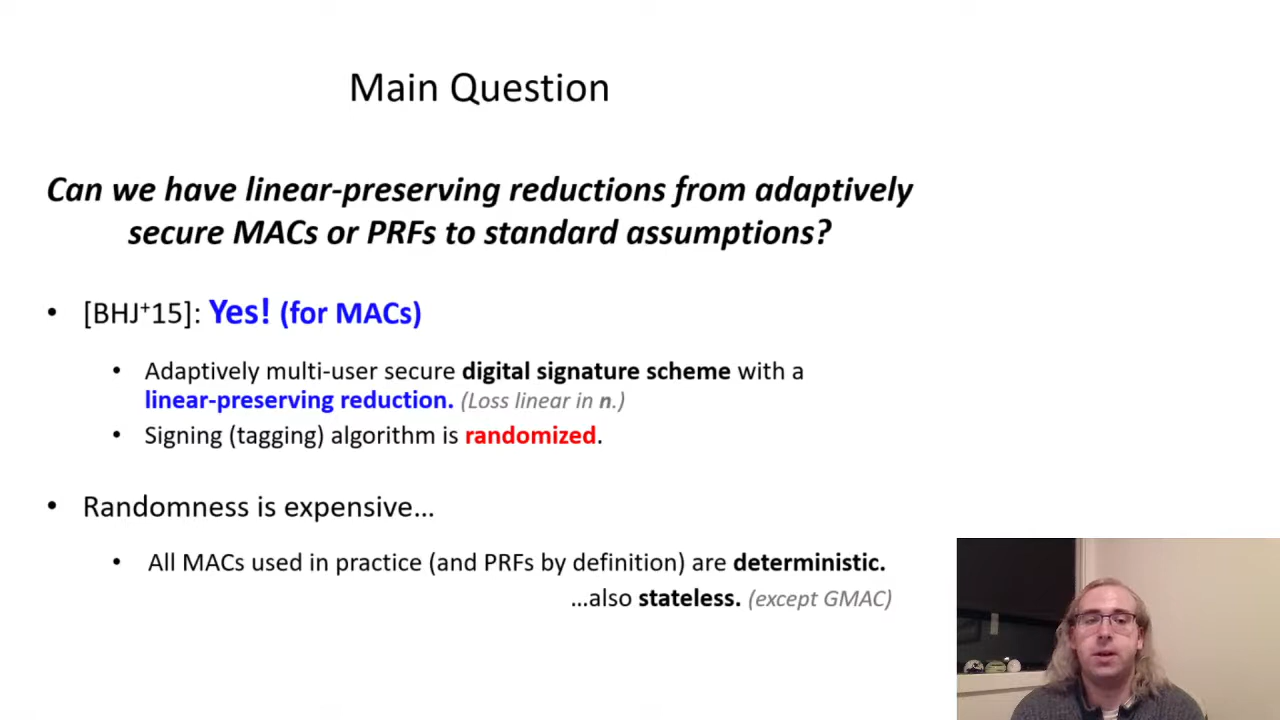 Main Question
Can we have linear-preserving reductions from adaptively
secure MACs or PRFs to standard assumptions?
• [BHJ⁺15]: Yes! (for MACs)
• Adaptively multi-user secure digital signature scheme with a
linear-preserving reduction. (Loss linear in n.)
• Signing (tagging) algorithm is randomized.
• Randomness is expensive…
• All MACs used in practice (and PRFs by definition) are deterministic.
…also stateless. (except GMAC)